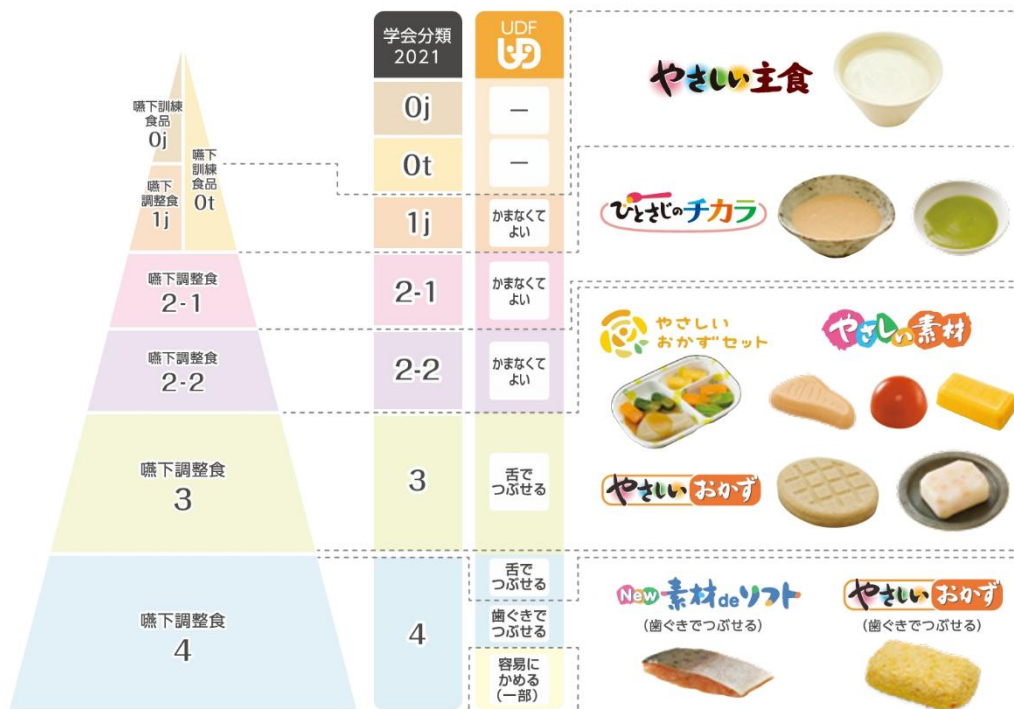 嚥下訓練
食品
0j
嚥下
訓練
食品
0t
嚥下
調整食
1j
嚥下調整食
2-1
嚥下調整食
2-2
嚥下調整食
3
嚥下調整食
4
学会分類
2021
0j
0t
1j
2-1
2-2
3
4
UDF
UD
—
—
かまなくて
よい
かまなくて
よい
かまなくて
よい
舌で
つぶせる
舌で
つぶせる
歯ぐきで
つぶせる
容易に
かめる
(一部)
やさしい主食
ひとさじのチカラ
やさしい
おかずセット
やさしい素材
やさしいおかず
New 素材deソフト
(歯ぐきでつぶせる)
やさしいおかず
(歯ぐきでつぶせる)